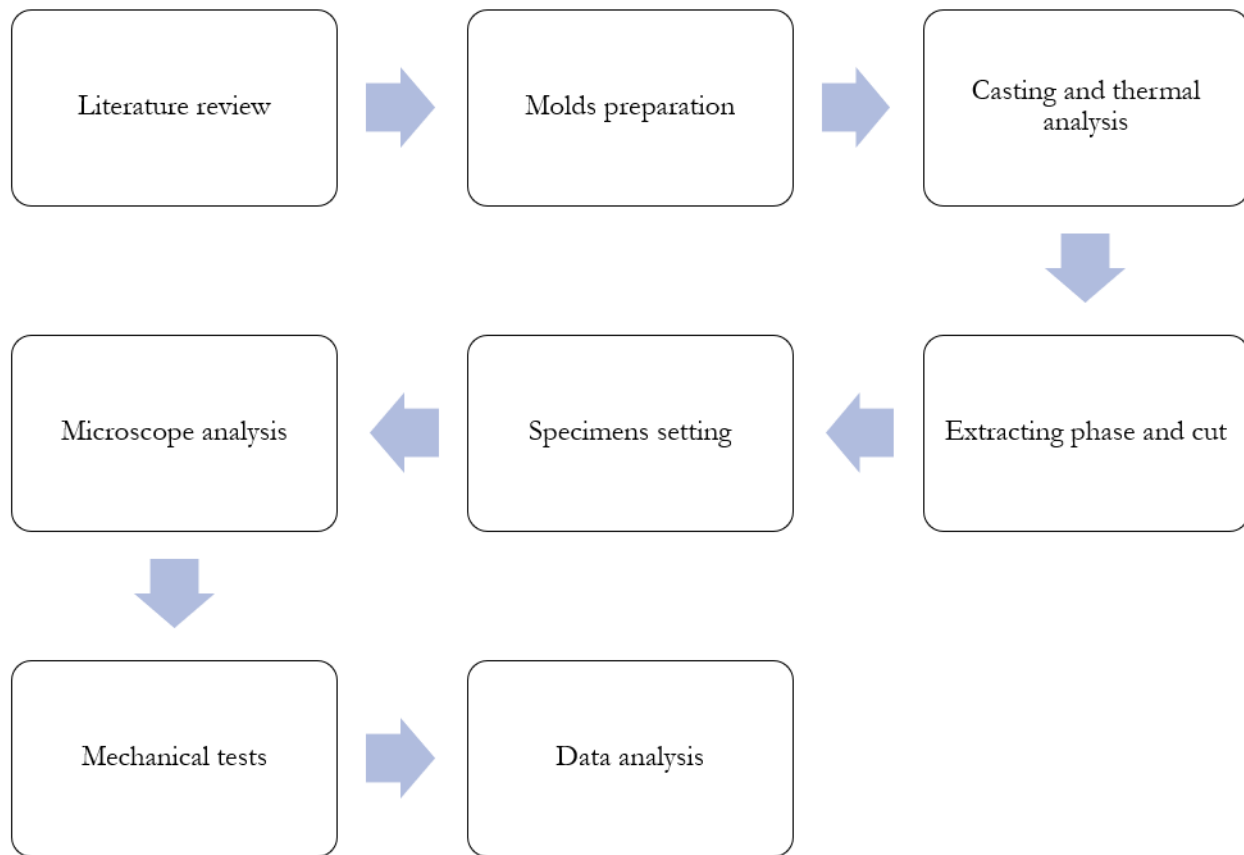 Literature review
Molds preparation
Casting and thermal
analysis
Extracting phase and cut
Specimens setting
Microscope analysis
Mechanical tests
Data analysis